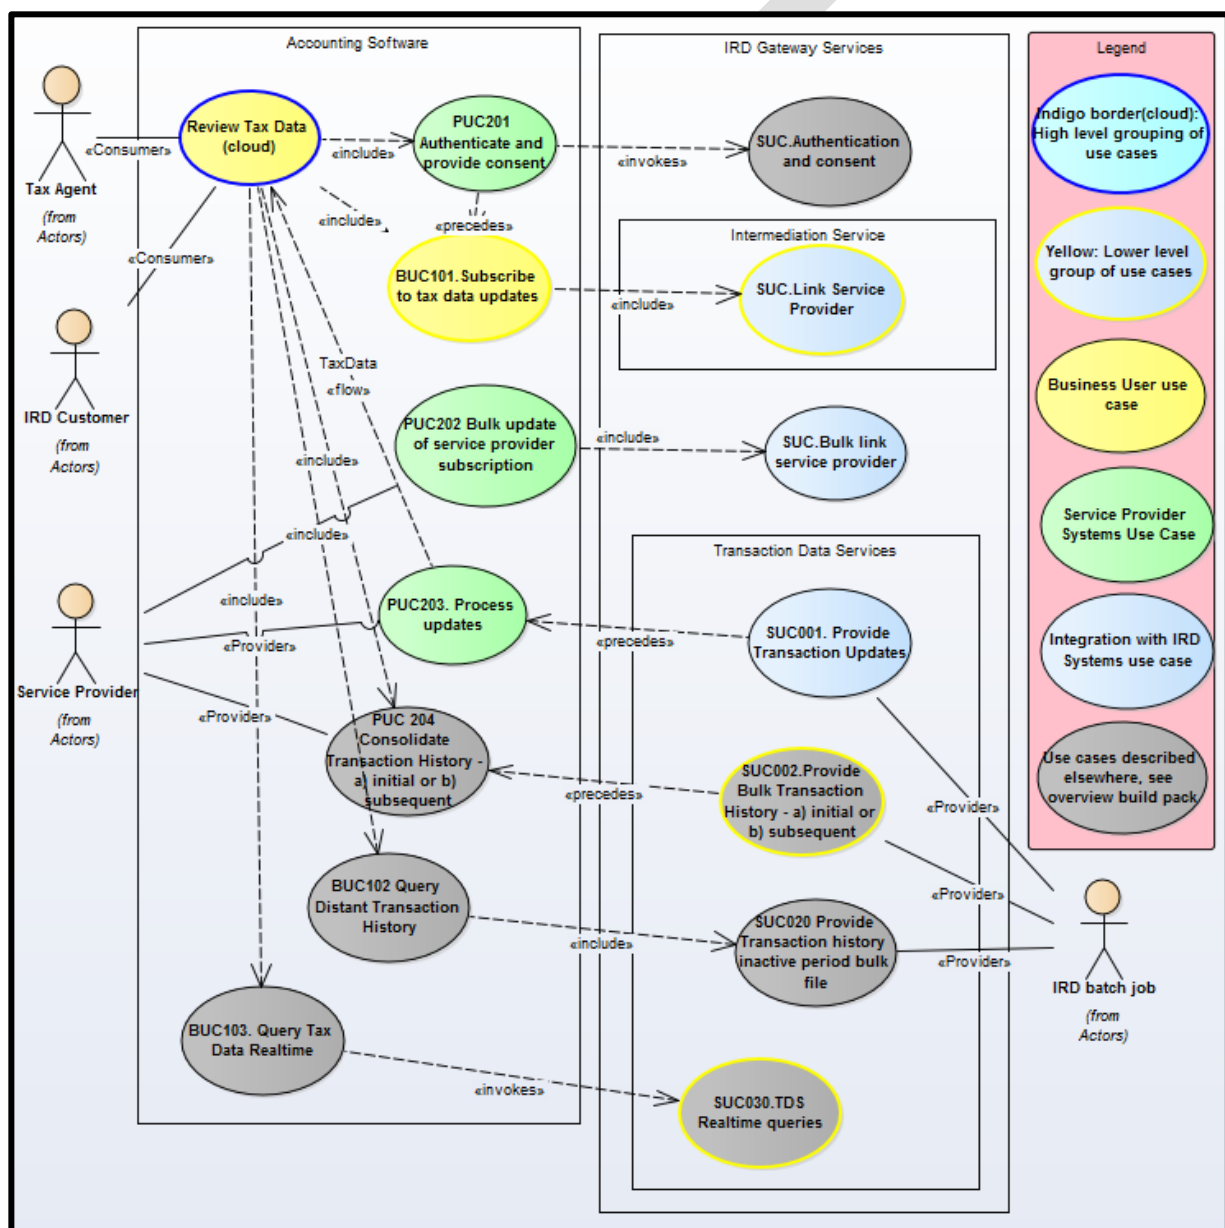 Accounting Software
IRD Gateway Services
Legend
Tax Agent
(from
Actors)
«Consumer»
Review Tax Data
(cloud)
«include»
PUC201
Authenticate and
provide consent
«invokes»
SUC.Authentication
and consent
Indigo border(cloud):
High level grouping of
use cases
«Consumer»
«include»
«precedes»
BUC101.Subscribe
to tax data updates
«include»
Intermediation Service
SUC.Link Service
Provider
Yellow: Lower level
group of use cases
IRD Customer
(from
Actors)
TaxData
«flow»
Business User use
case
PUC202 Bulk update
of service provider
subscription
«include»
SUC.Bulk link
service provider
«include»
«include»
Service Provider
Systems Use Case
Transaction Data Services
Service Provider
(from
Actors)
«include»
«Provider»
PUC203. Process
updates
«precedes»
SUC001. Provide
Transaction Updates
Integration with IRD
Systems use case
«Provider»
PUC 204
Consolidate
Transaction History -
a) initial or b)
subsequent
«precedes»
SUC002.Provide
Bulk Transaction
History - a) initial or
b) subsequent
«Provider»
Use cases described
elsewhere, see
overview build pack
BUC102 Query
Distant Transaction
History
«include»
SUC020 Provide
Transaction history
inactive period bulk
file
«Provider»
«Provider»
IRD batch job
(from
Actors)
BUC103. Query Tax
Data Realtime
«invokes»
SUC030.TDS
Realtime queries